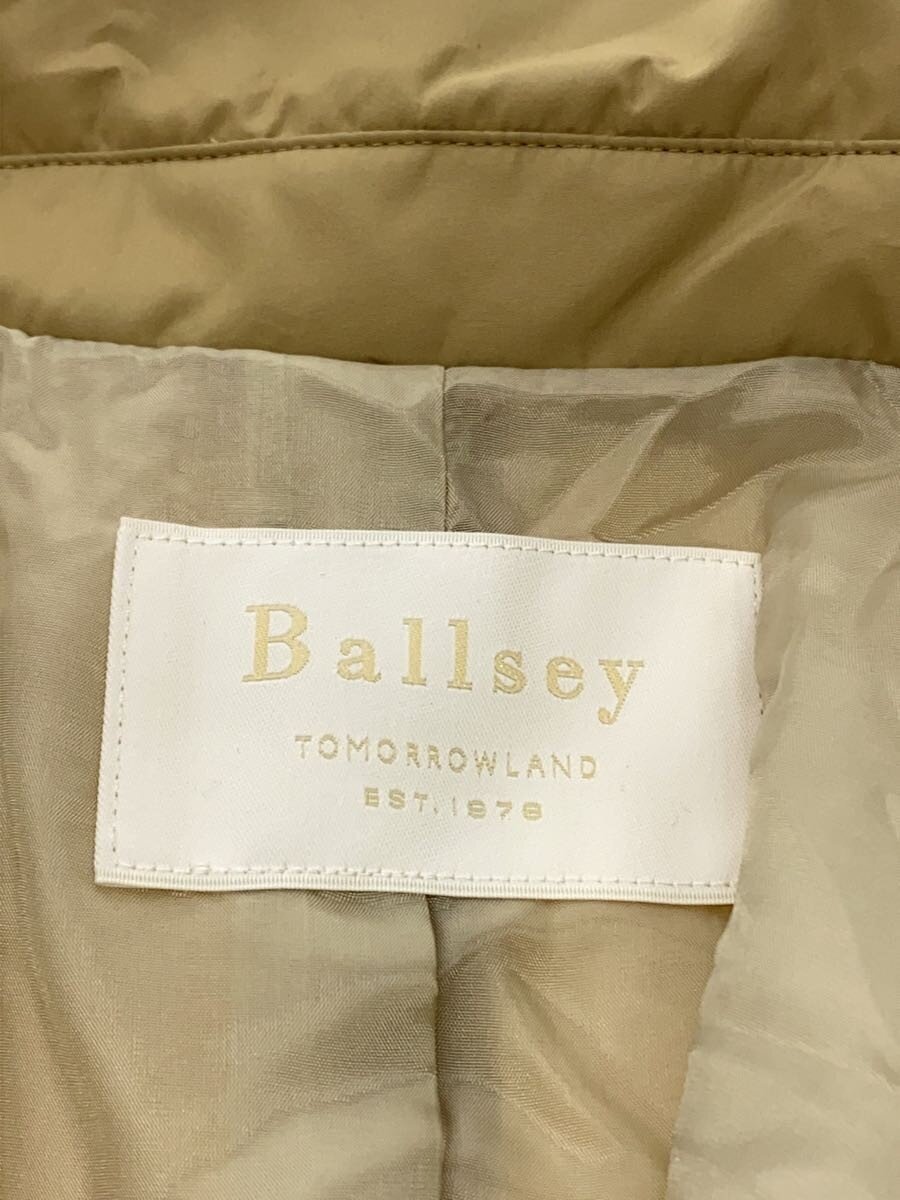 Ballsey
TOMORROWLAND
EST. 1978